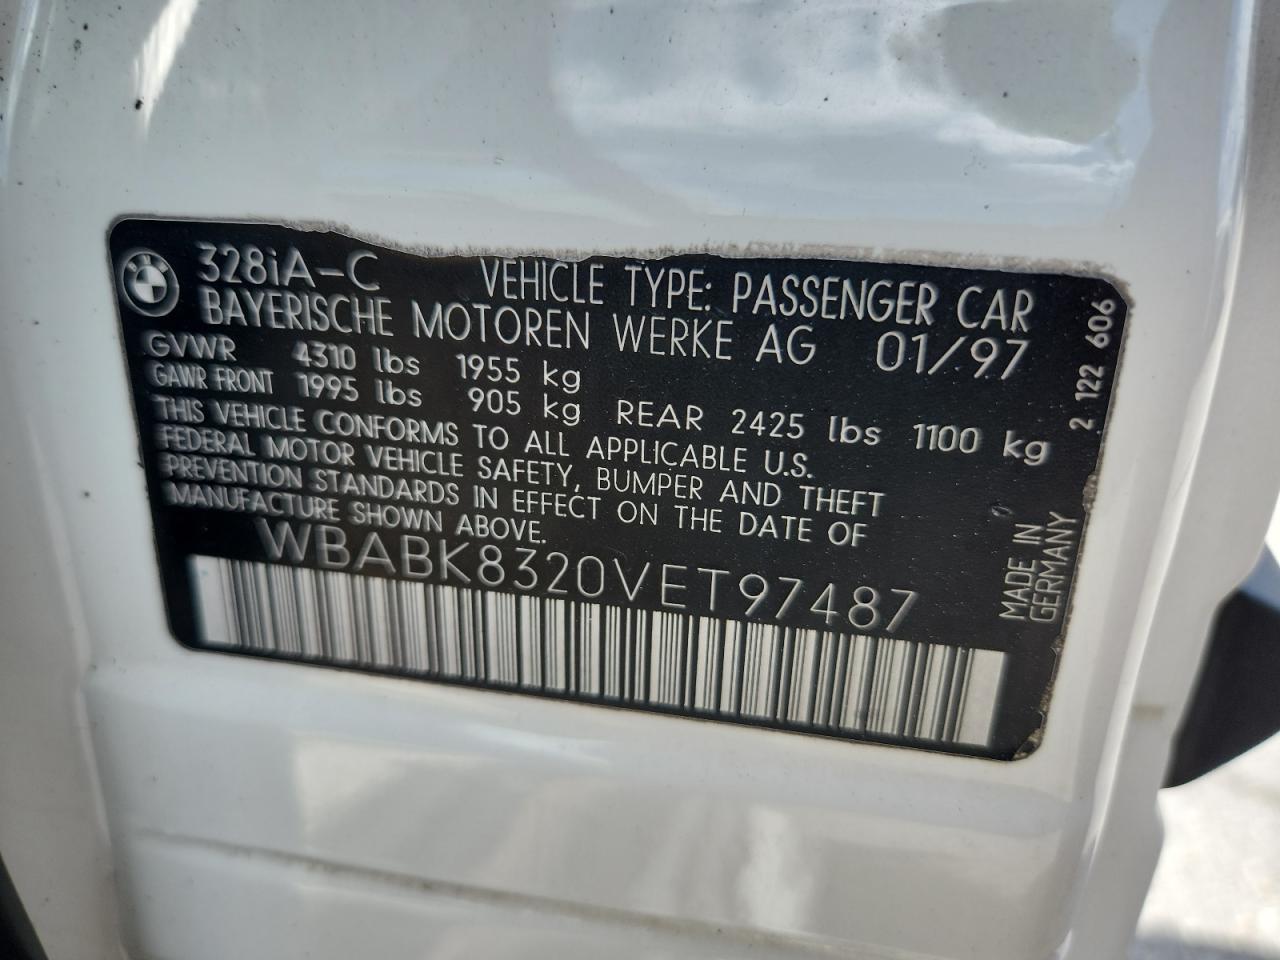 328iA-C VEHICLE TYPE: PASSENGER CAR
BAYERISCHE MOTOREN WERKE AG 01/97
GVWR 4310 lbs 1955 kg
GAWR FRONT 1995 lbs 905 kg REAR 2425 lbs 1100 kg
THIS VEHICLE CONFORMS TO ALL APPLICABLE U.S.
FEDERAL MOTOR VEHICLE SAFETY, BUMPER AND THEFT
PREVENTION STANDARDS IN EFFECT ON THE DATE OF
MANUFACTURE SHOWN ABOVE.
WBABK8320VET97487
2 122 606
MADE IN
GERMANY